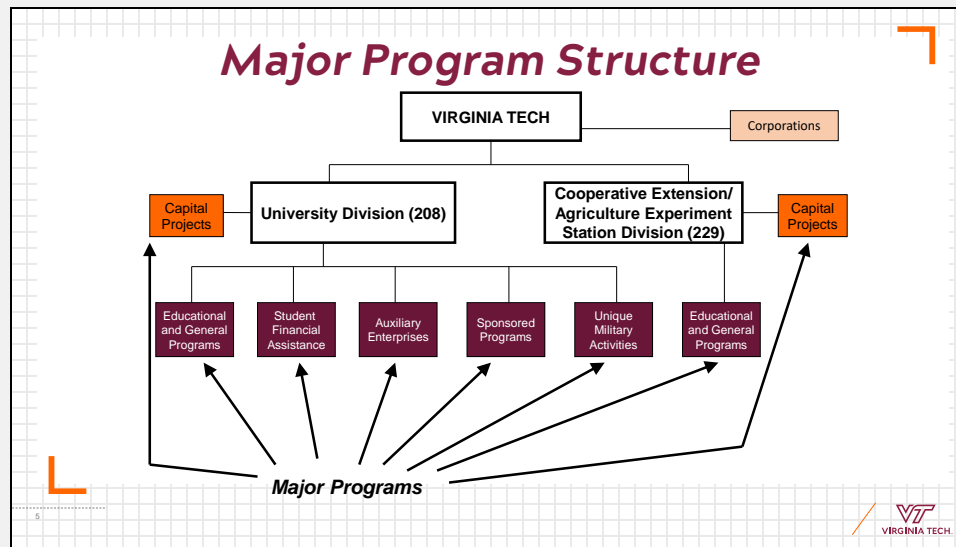 Major Program Structure
VIRGINIA TECH
Corporations
Capital
Projects
University Division (208)
Cooperative Extension/
Agriculture Experiment
Station Division (229)
Capital
Projects
Educational
and General
Programs
Student
Financial
Assistance
Auxiliary
Enterprises
Sponsored
Programs
Unique
Military
Activities
Educational
and General
Programs
Major Programs
5
VT
VIRGINIA TECH.